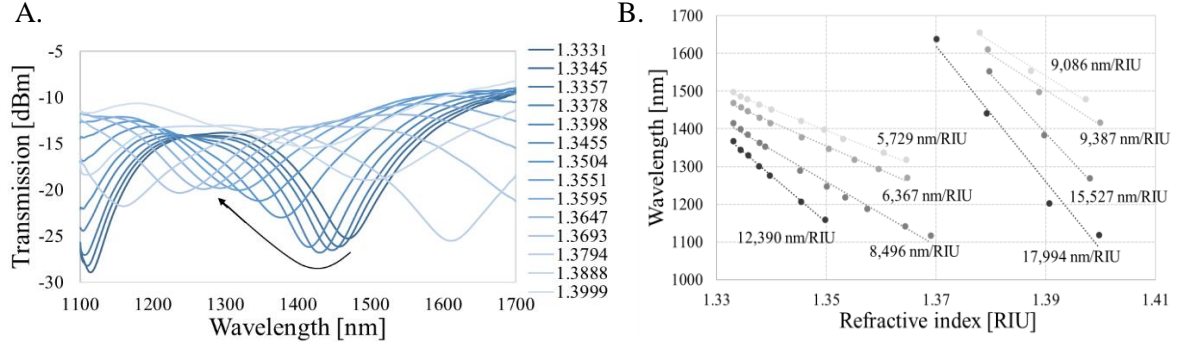 A.
-5
-10
-15
-20
-25
-30
Transmission [dBm]
1100 1200 1300 1400 1500 1600 1700
Wavelength [nm]
1.3331
1.3345
1.3357
1.3378
1.3398
1.3455
1.3504
1.3551
1.3595
1.3647
1.3693
1.3794
1.3888
1.3999
B.
1700
1600
1500
1400
1300
1200
1100
1000
Wavelength [nm]
9,086 nm/RIU
5,729 nm/RIU
9,387 nm/RIU
6,367 nm/RIU
15,527 nm/RIU
12,390 nm/RIU
8,496 nm/RIU
17,994 nm/RIU
1.33 1.35 1.37 1.39 1.41
Refractive index [RIU]